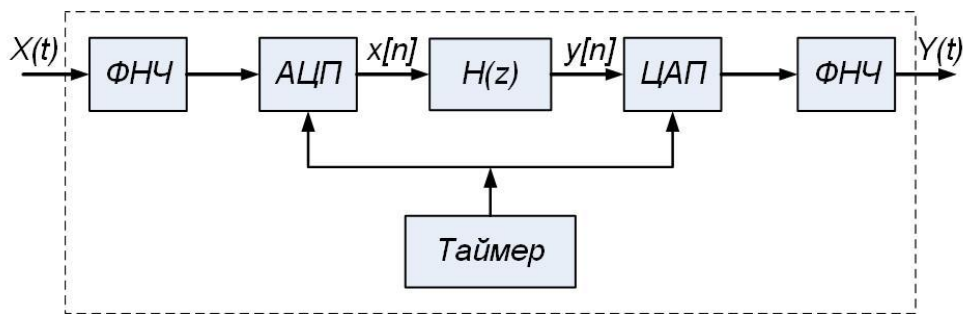 X(t)
ФНЧ
АЦП
x[n]
H(z)
y[n]
ЦАП
ФНЧ
Y(t)
Таймер